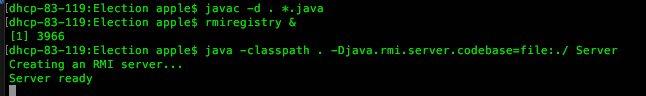 [dhcp-83-119:Election apple$ javac -d . *.java
[dhcp-83-119:Election apple$ rmiregistry &
[1] 3966
[dhcp-83-119:Election apple$ java -classpath . -Djava.rmi.server.codebase=file:./ Server
Creating an RMI server...
Server ready